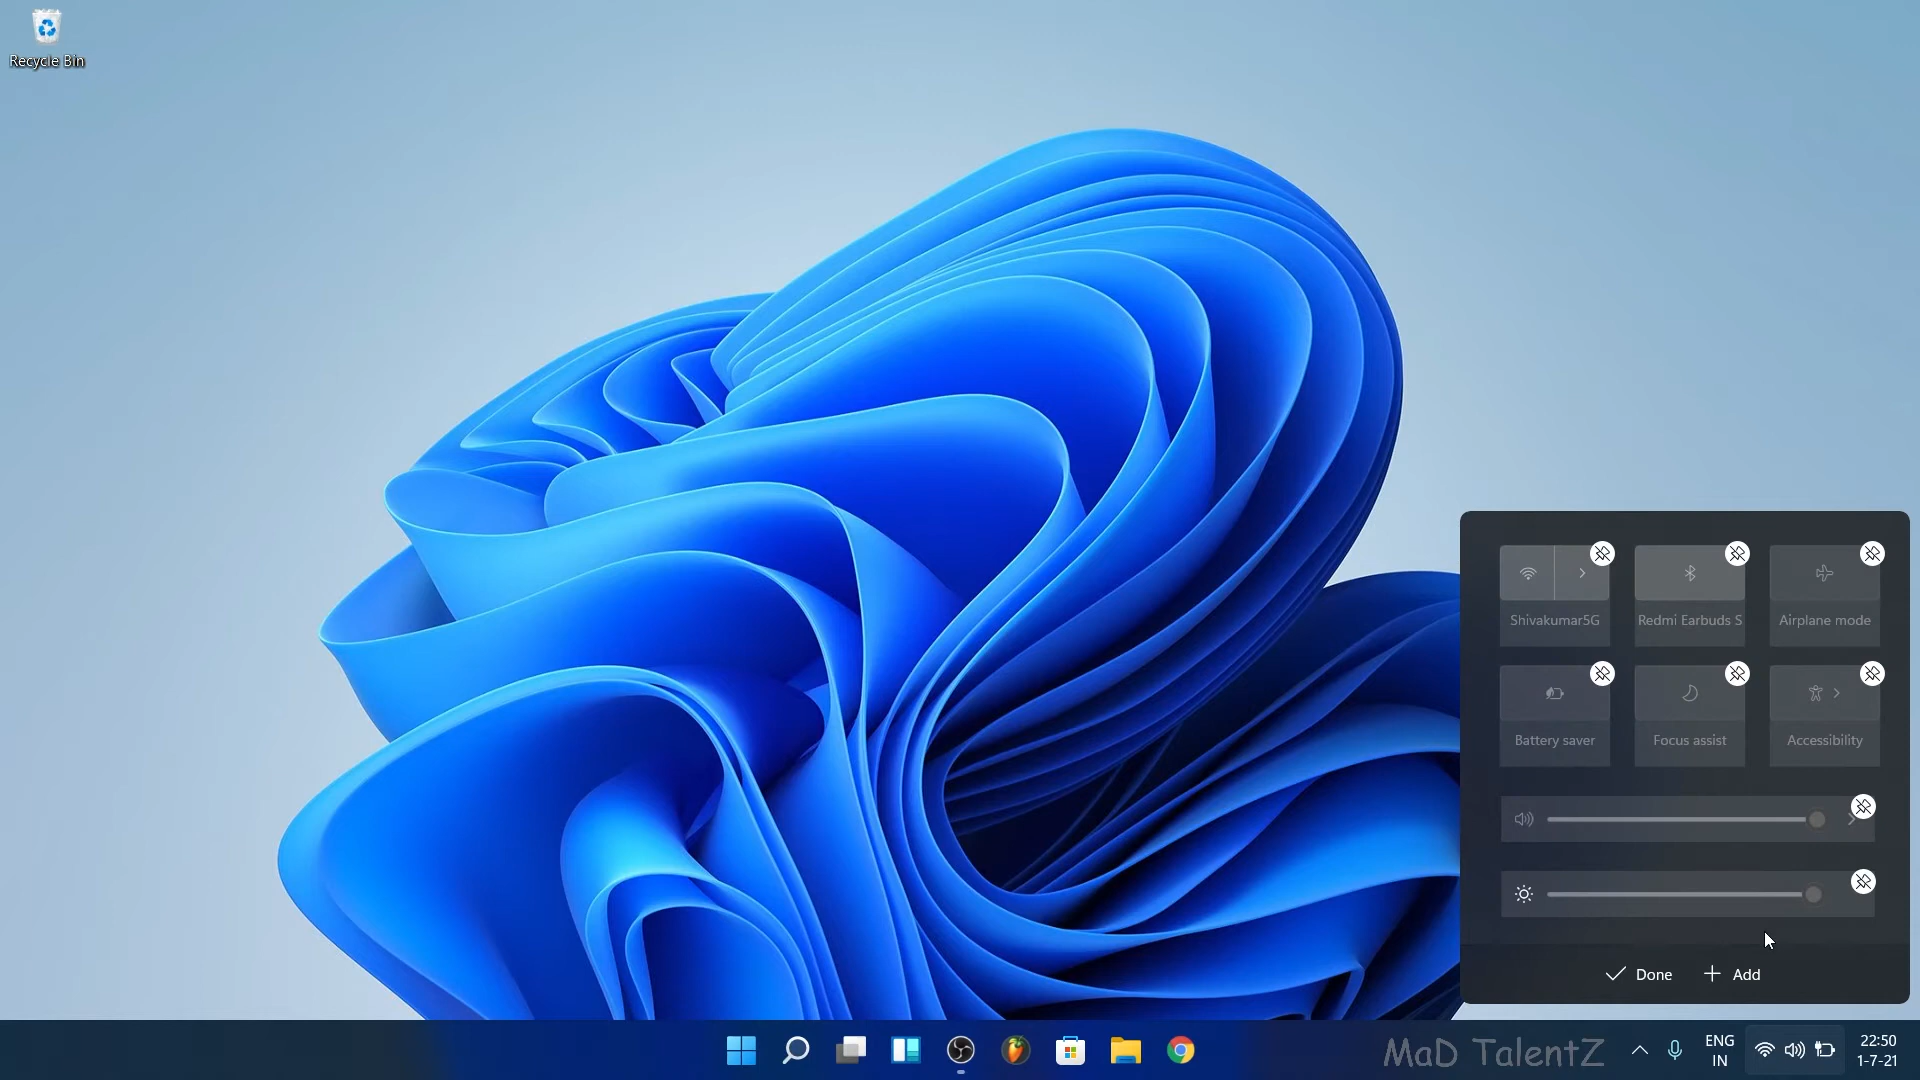 Recycle Bin
Shivakumar5G
Redmi Earbuds S
Airplane mode
Battery saver
Focus assist
Accessibility
Done
Add
MaD TalentZ
ENG
IN
22:50
1-7-21